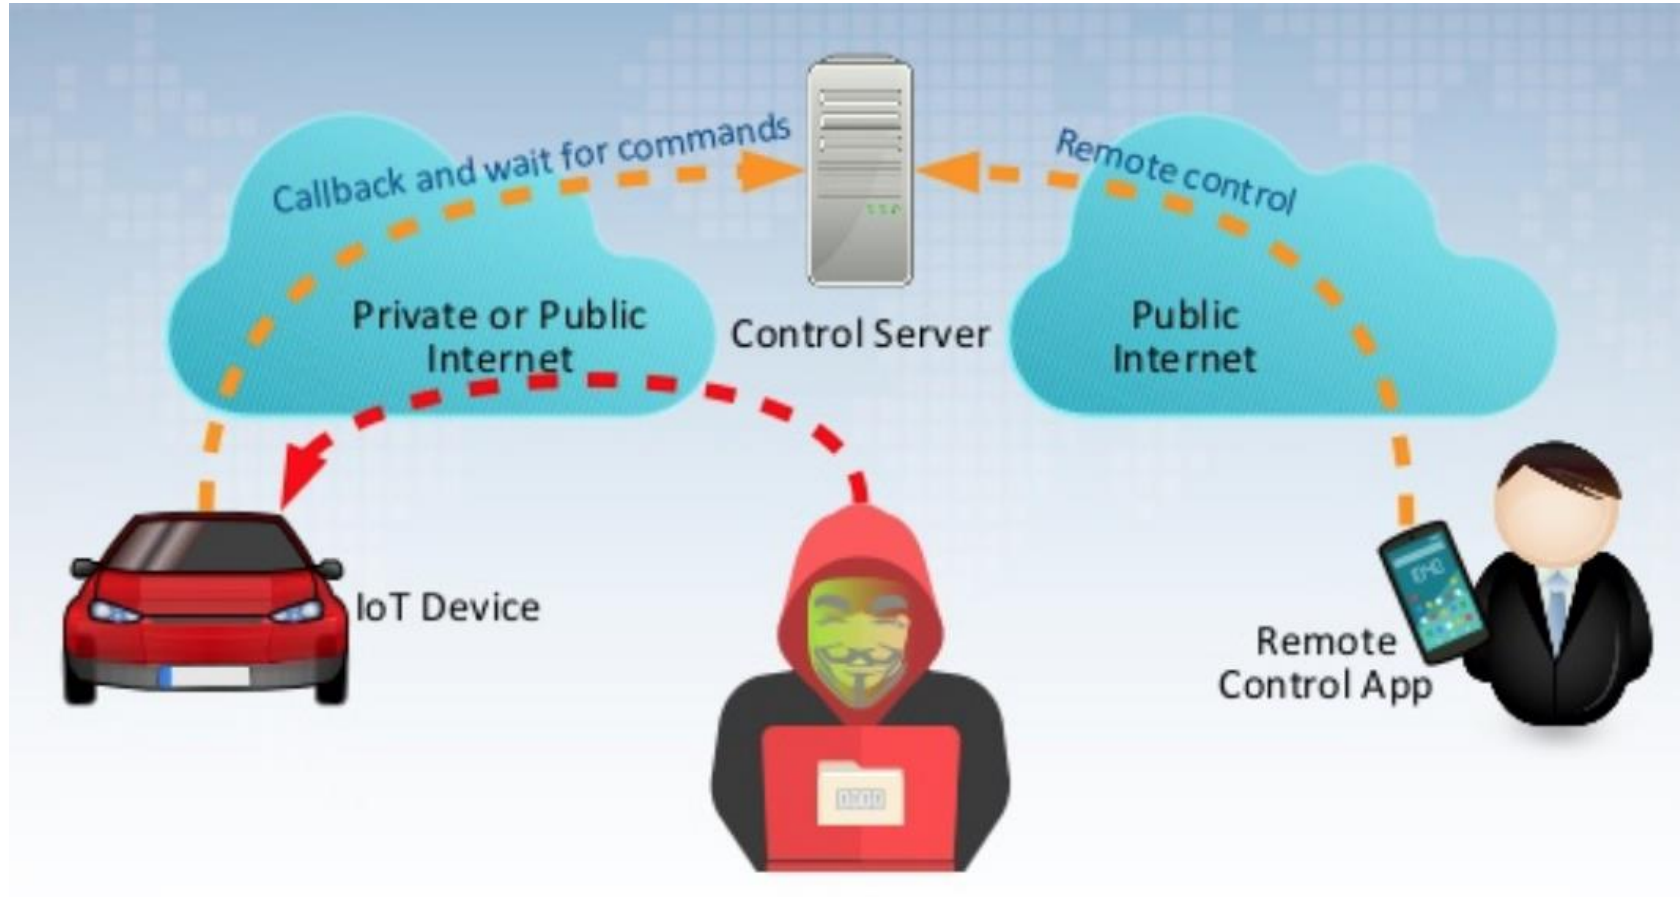 Callback and wait for commands
Remote control
Private or Public
Internet
Control Server
Public
Internet
IoT Device
Remote
Control App